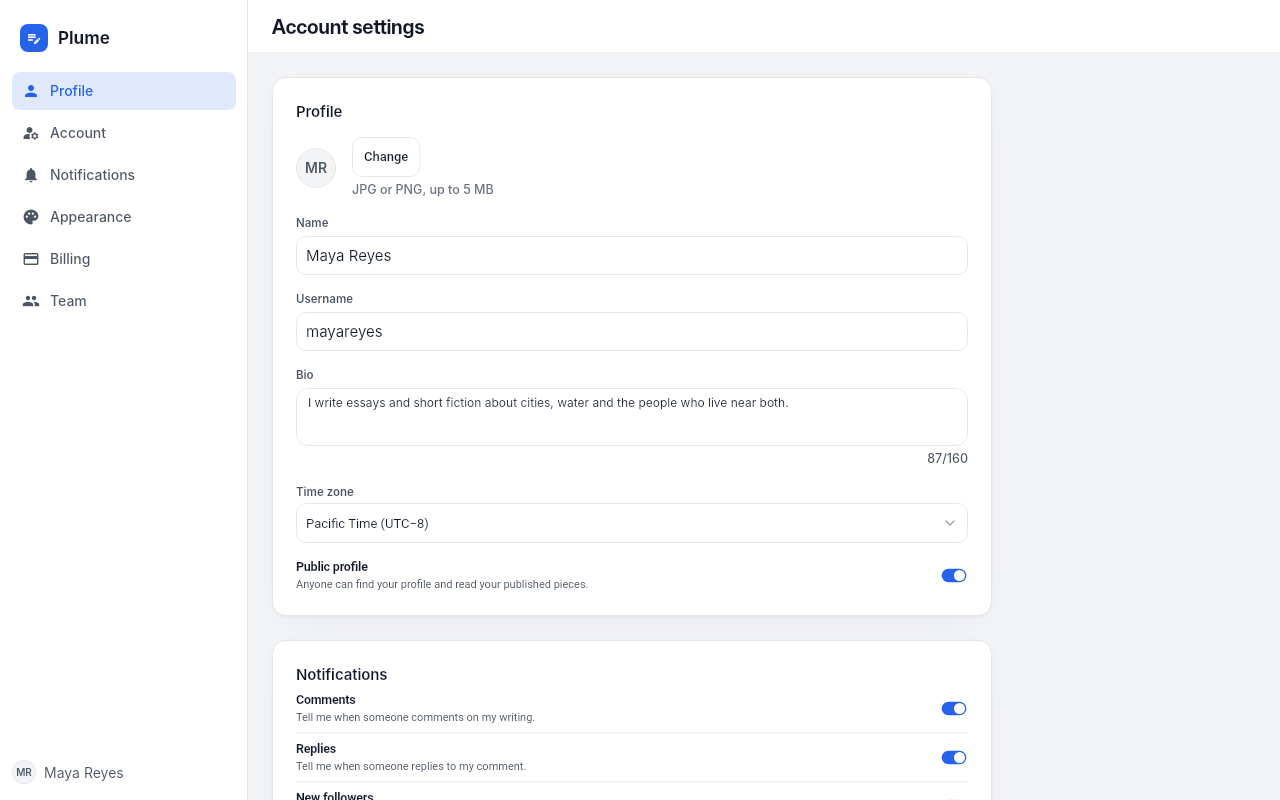 Plume
Profile
Account
Notifications
Appearance
Billing
Team
MR Maya Reyes
Account settings
Profile
MR
Change
JPG or PNG, up to 5 MB
Name
Maya Reyes
Username
mayareyes
Bio
I write essays and short fiction about cities, water and the people who live near both.
87/160
Time zone
Pacific Time (UTC−8)
Public profile
Anyone can find your profile and read your published pieces.
Notifications
Comments
Tell me when someone comments on my writing.
Replies
Tell me when someone replies to my comment.
New followers